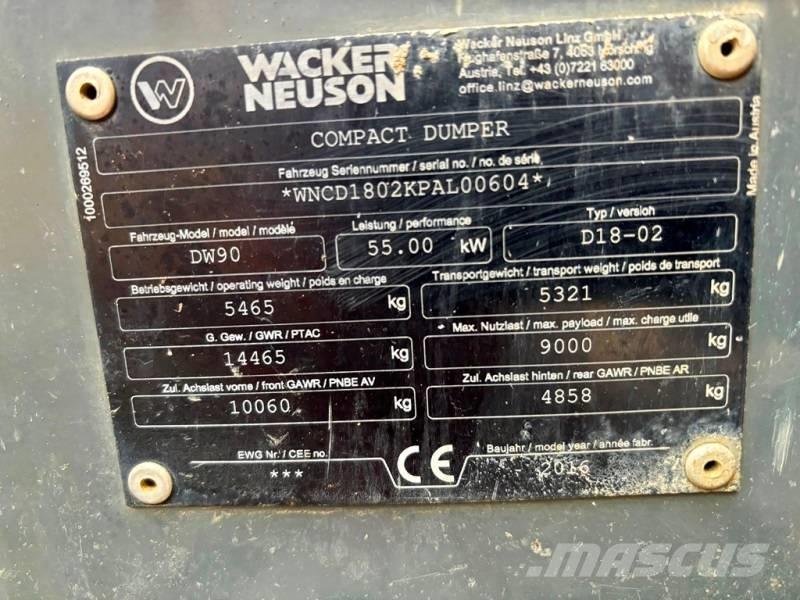 WACKER
NEUSON
Wacker Neuson Linz GmbH
Flughafenstraße 7, 4063 Hörsching
Austria, Tel. +43 (0)7221 63000
office.linz@wackerneuson.com
COMPACT DUMPER
Fahrzeug Seriennummer / serial no. / no. de série
*WNCD1802KPAL00604*
Fahrzeug-Model / model / modèle
DW90
Leistung / performance
55.00 kW
Typ / version
D18-02
Betriebsgewicht / operating weight / poids en charge
5465 kg
Transportgewicht / transport weight / poids de transport
5321 kg
G. Gew. / GWR / PTAC
14465 kg
Max. Nutzlast / max. payload / max. charge utile
9000 kg
Zul. Achslast vorne / front GAWR / PNBE AV
10060 kg
Zul. Achslast hinten / rear GAWR / PNBE AR
4858 kg
EWG Nr. / CEE no.
***
CE
Baujahr / model year / année fabr.
2016
1000269512
Made in Austria
MASCUS